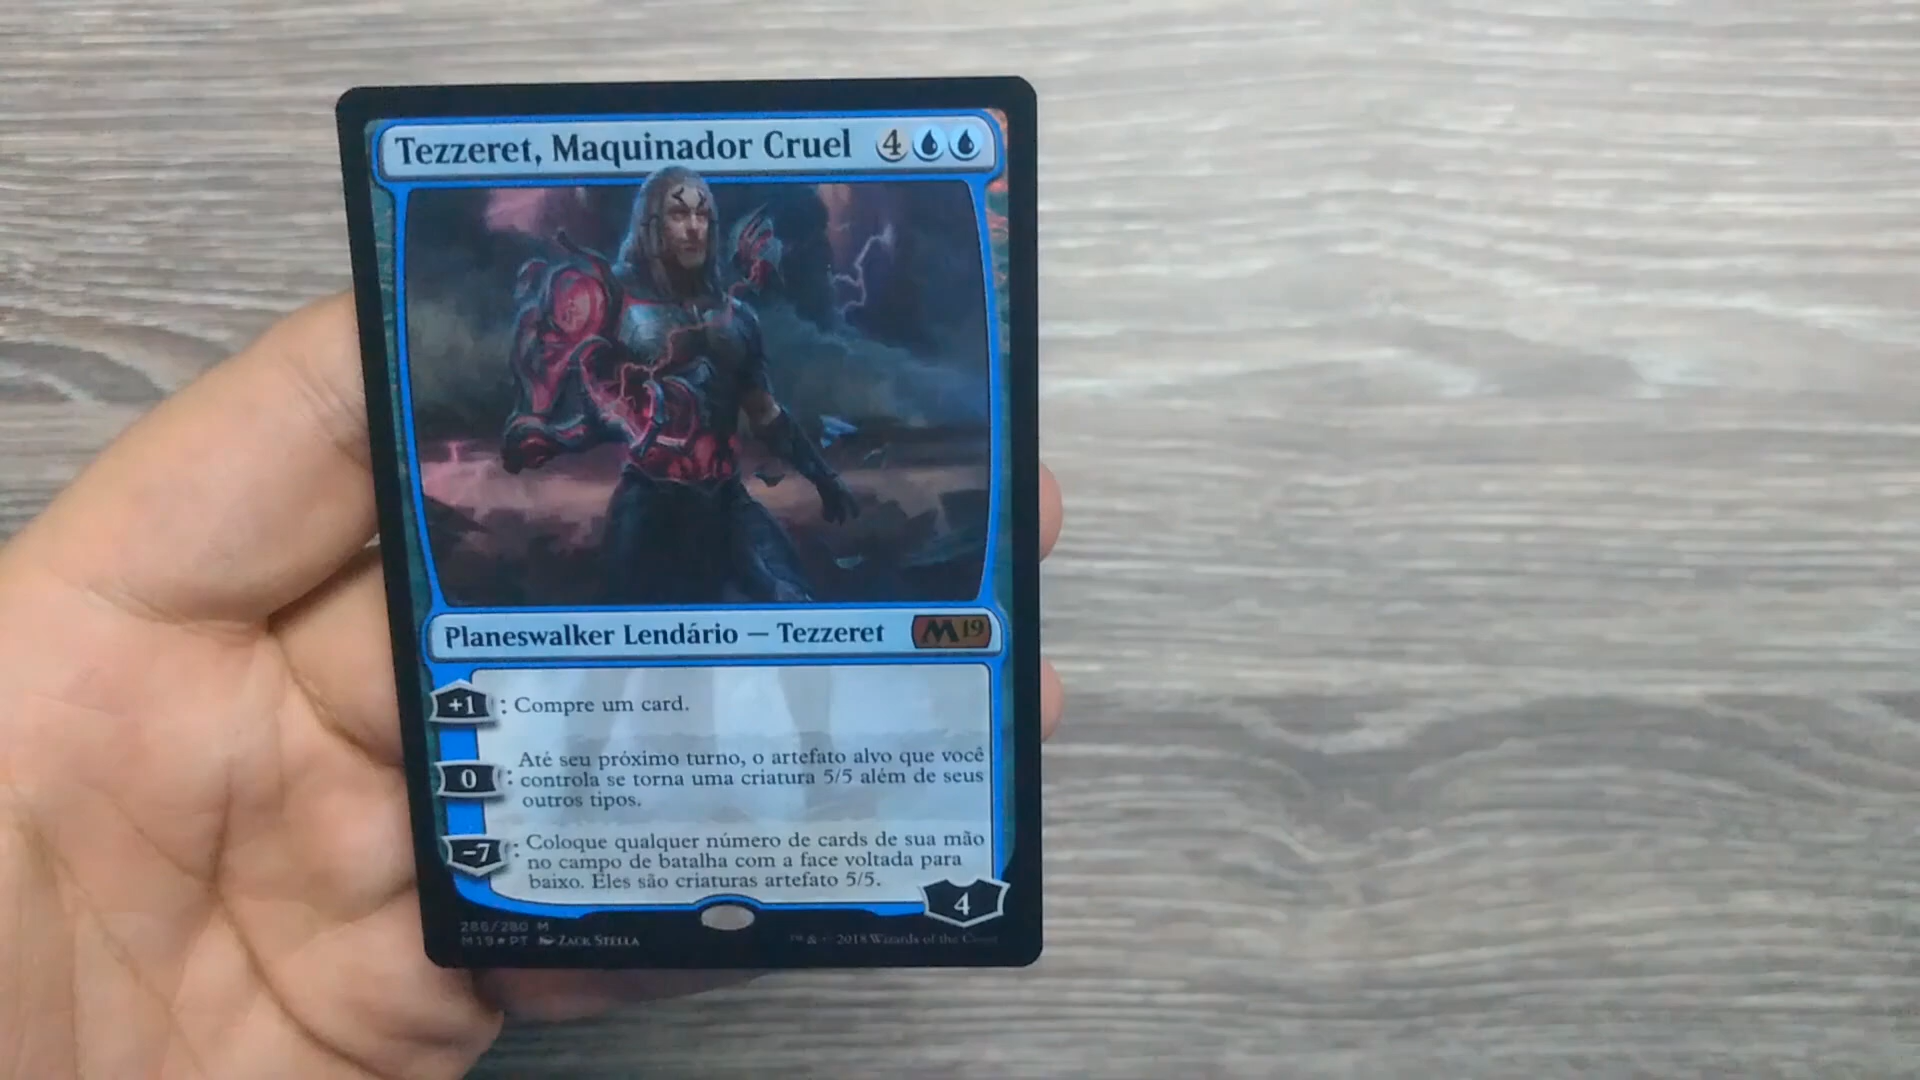 Tezzeret, Maquinador Cruel 4
Planeswalker Lendário — Tezzeret M19
+1 : Compre um card.
Até seu próximo turno, o artefato alvo que você
0 : controla se torna uma criatura 5/5 além de seus
outros tipos.
−7 : Coloque qualquer número de cards de sua mão
no campo de batalha com a face voltada para
baixo. Eles são criaturas artefato 5/5.
4
286/280 M
M19 ★ PT Zack Stella
™ & © 2018 Wizards of the Coast